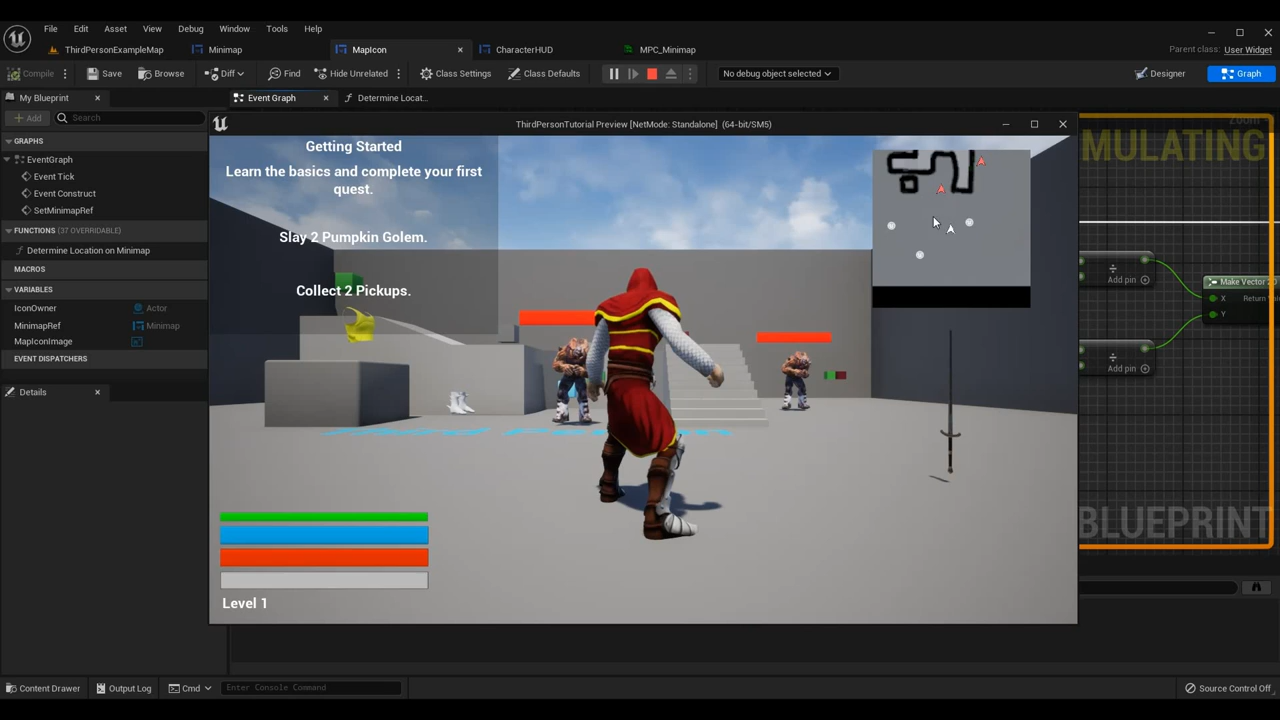 File Edit Asset View Debug Window Tools Help
ThirdPersonExampleMap Minimap MapIcon CharacterHUD MPC_Minimap
Parent class: User Widget
Compile Save Browse Diff Find Hide Unrelated Class Settings Class Defaults No debug object selected Designer Graph
My Blueprint Event Graph Determine Locat...
Add Search
GRAPHS
EventGraph
Event Tick
Event Construct
SetMinimapRef
FUNCTIONS (37 OVERRIDABLE)
Determine Location on Minimap
MACROS
VARIABLES
IconOwner Actor
MinimapRef Minimap
MapIconImage
EVENT DISPATCHERS
Details
ThirdPersonTutorial Preview [NetMode: Standalone] (64-bit/SM5)
Getting Started
Learn the basics and complete your first
quest.
Slay 2 Pumpkin Golem.
Collect 2 Pickups.
Level 1
MULATING
Add pin
Make Vector 2D
X
Y
Add pin
BLUEPRINT
Content Drawer Output Log Cmd Enter Console Command Source Control Off